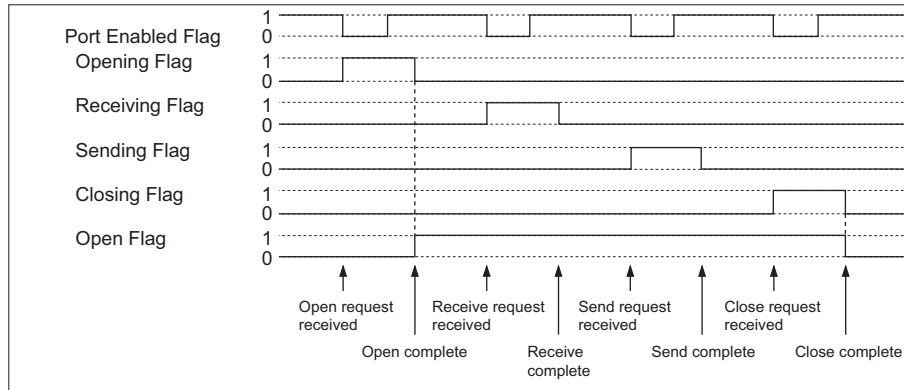 1
Port Enabled Flag
0
Opening Flag
1
0
Receiving Flag
1
0
Sending Flag
1
0
Closing Flag
1
0
Open Flag
1
0
Open request
received
Receive request
received
Send request
received
Close request
received
Open complete
Receive
complete
Send complete
Close complete